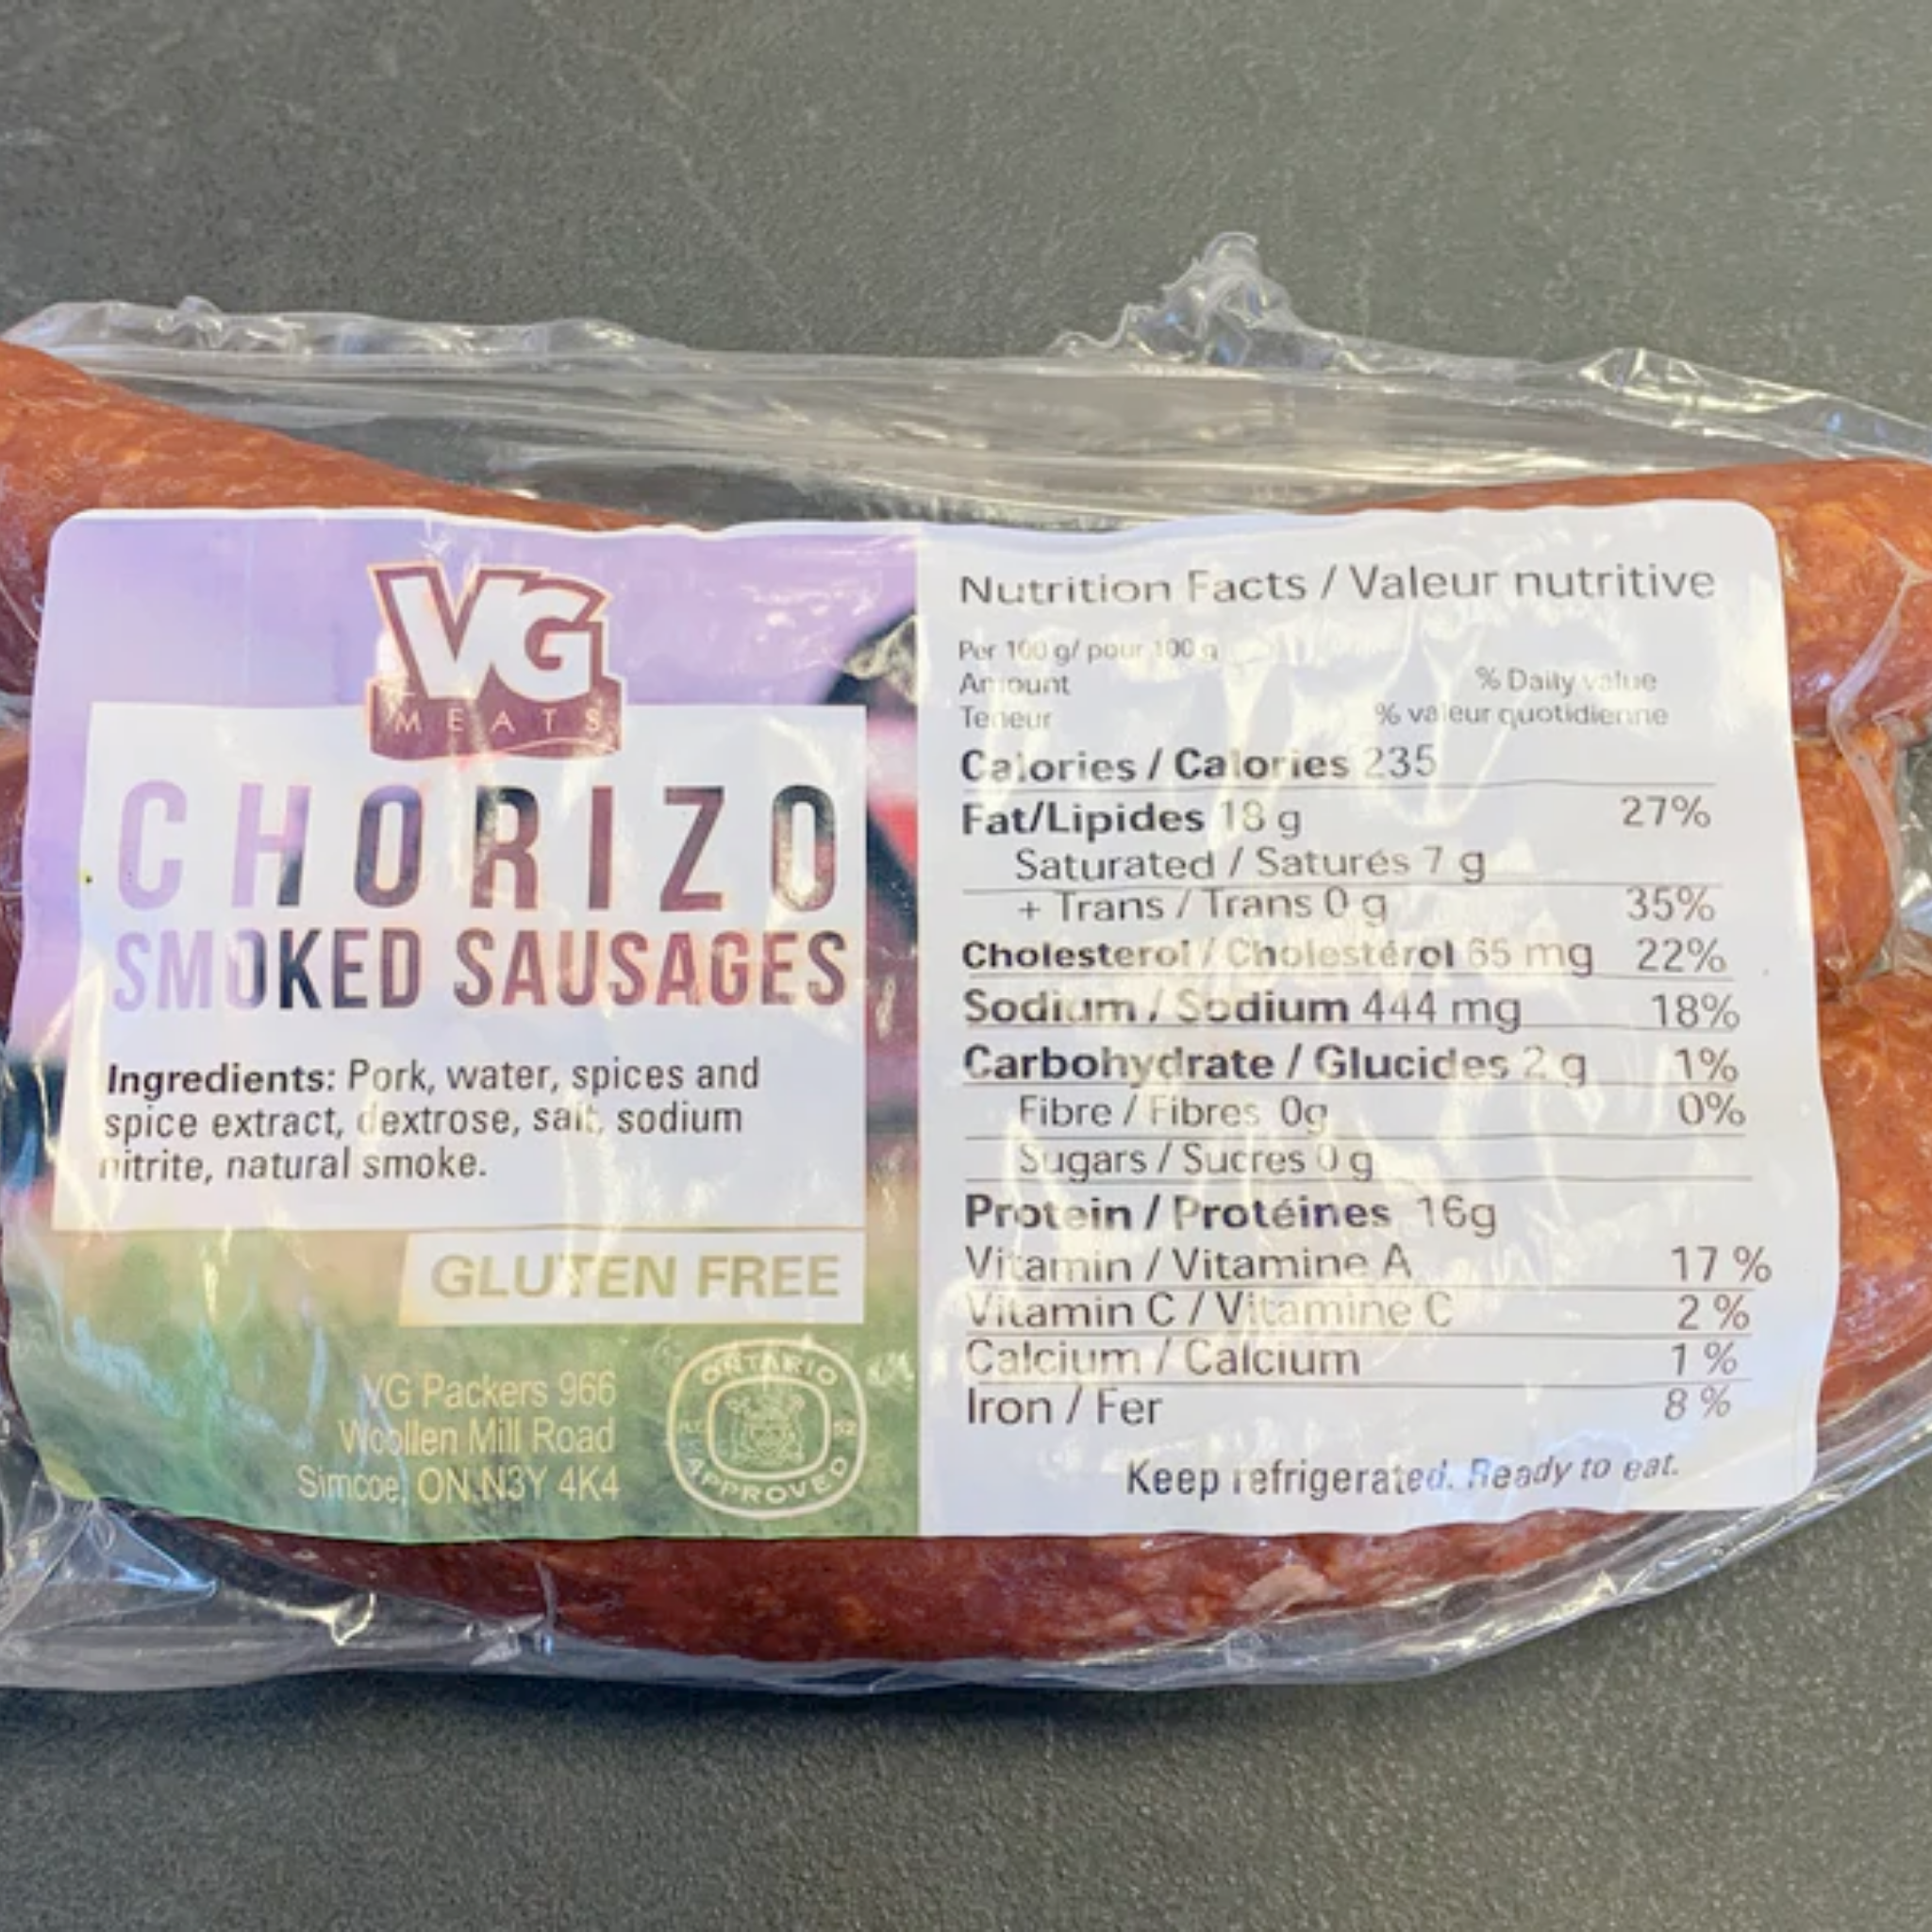 VG
MEATS
CHORIZO
SMOKED SAUSAGES
Ingredients: Pork, water, spices and
spice extract, dextrose, salt, sodium
nitrite, natural smoke.
GLUTEN FREE
VG Packers 966
Woollen Mill Road
Simcoe, ON N3Y 4K4
ONTARIO
52
APPROVED
Nutrition Facts / Valeur nutritive
Per 100 g/ pour 100 g
Amount
% Daily value
Teneur
% valeur quotidienne
Calories / Calories 235
Fat/Lipides 18 g 27%
Saturated / Saturés 7 g
+ Trans / Trans 0 g 35%
Cholesterol / Cholestérol 65 mg 22%
Sodium / Sodium 444 mg 18%
Carbohydrate / Glucides 2 g 1%
Fibre / Fibres 0g 0%
Sugars / Sucres 0 g
Protein / Protéines 16g
Vitamin / Vitamine A 17 %
Vitamin C / Vitamine C 2 %
Calcium / Calcium 1 %
Iron / Fer 8 %
Keep refrigerated. Ready to eat.